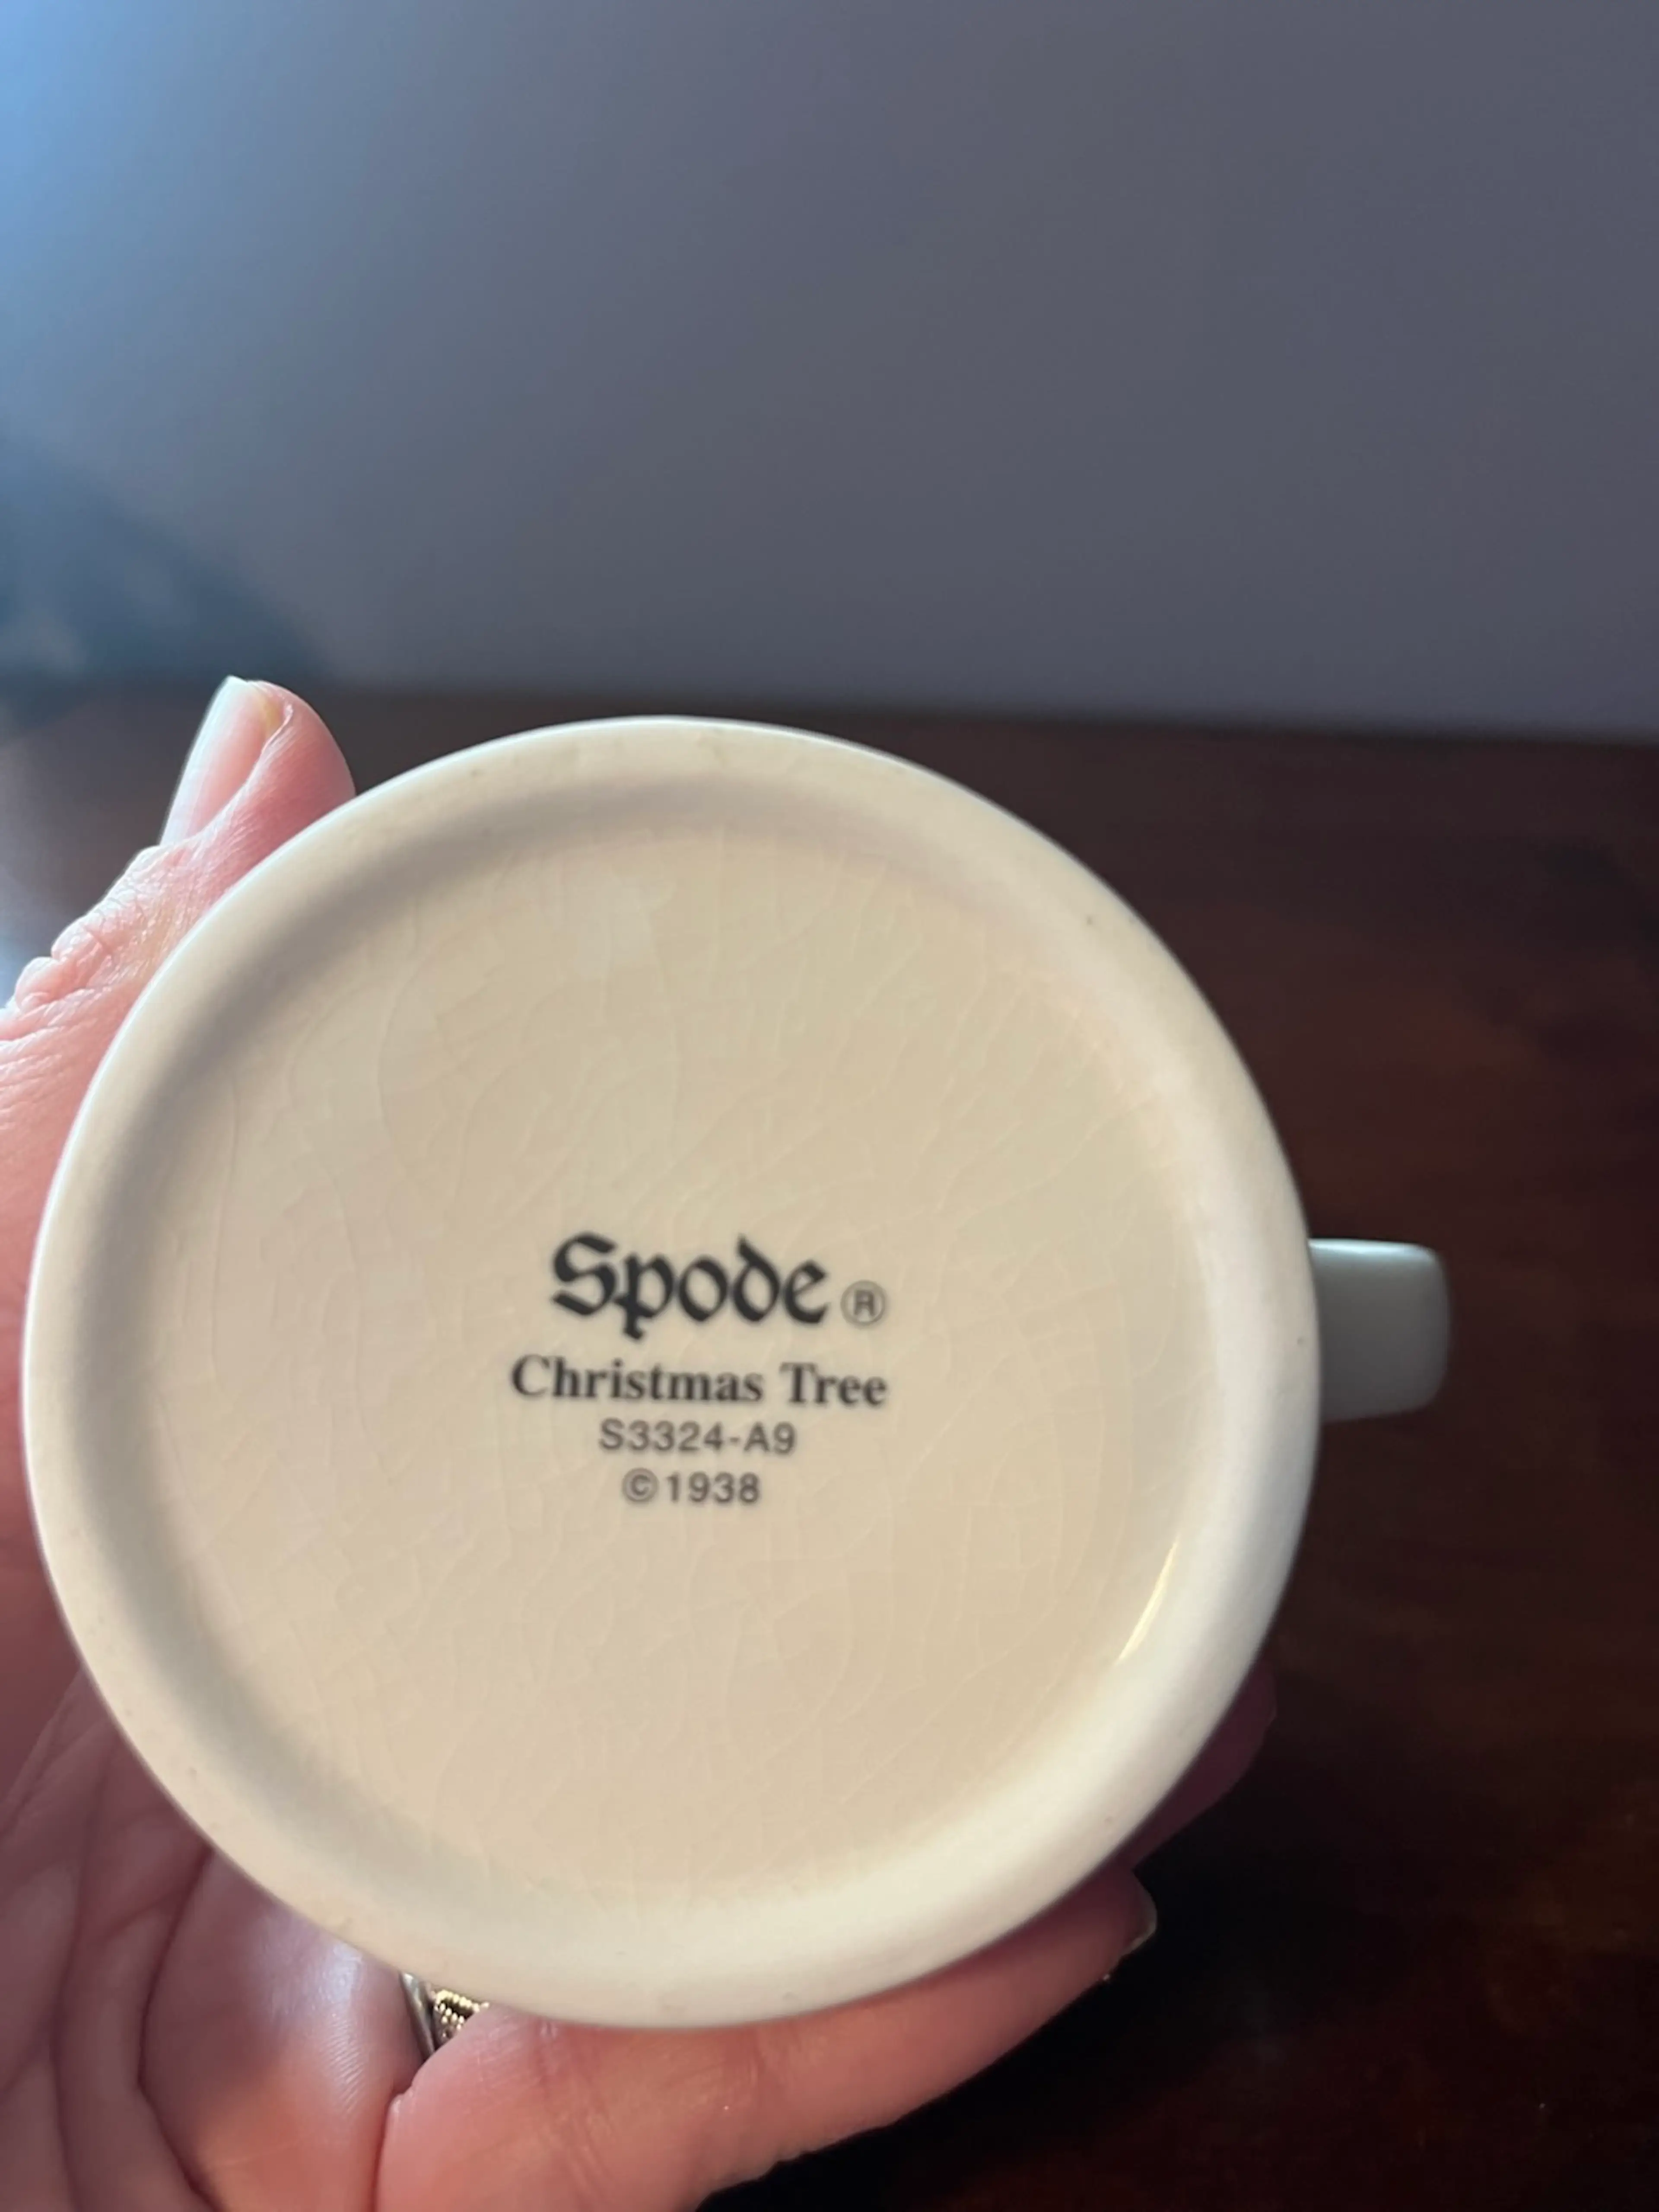 Spode ®
Christmas Tree
S3324-A9
©1938